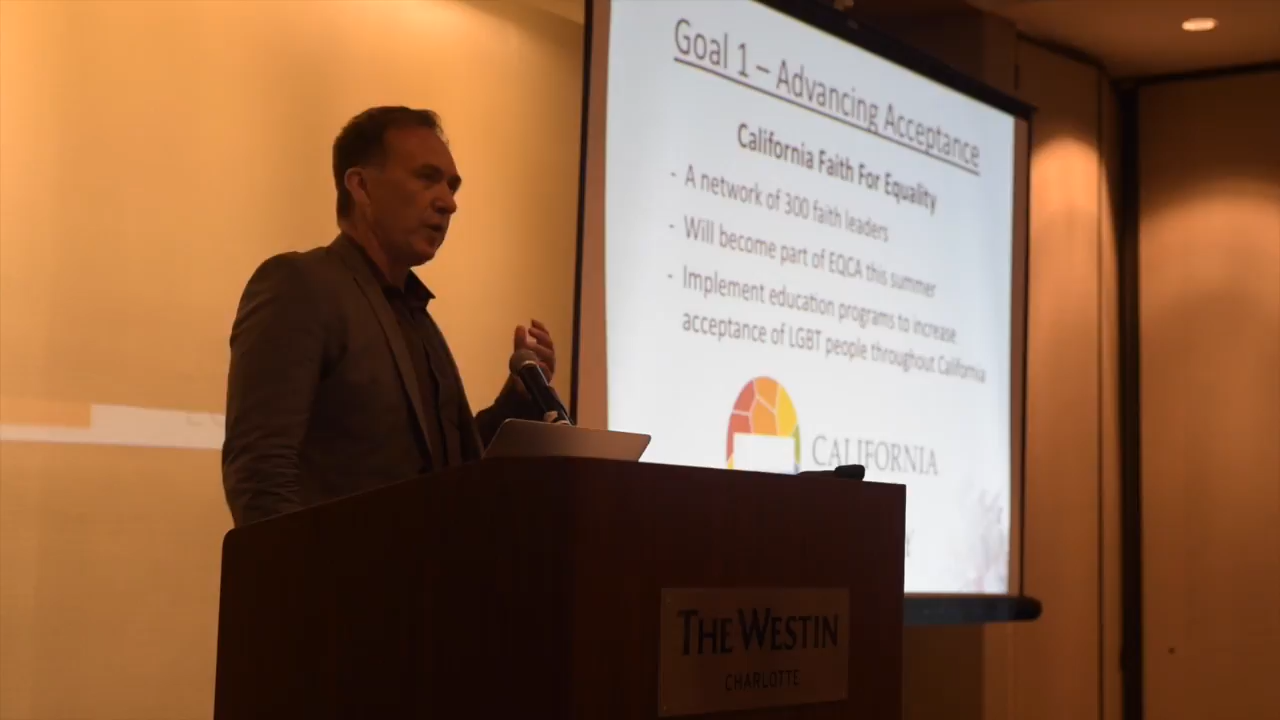 Goal 1 – Advancing Acceptance
California Faith For Equality
- A network of 300 faith leaders
- Will become part of EQCA this summer
- Implement education programs to increase
acceptance of LGBT people throughout California
CALIFORNIA
THE WESTIN
CHARLOTTE